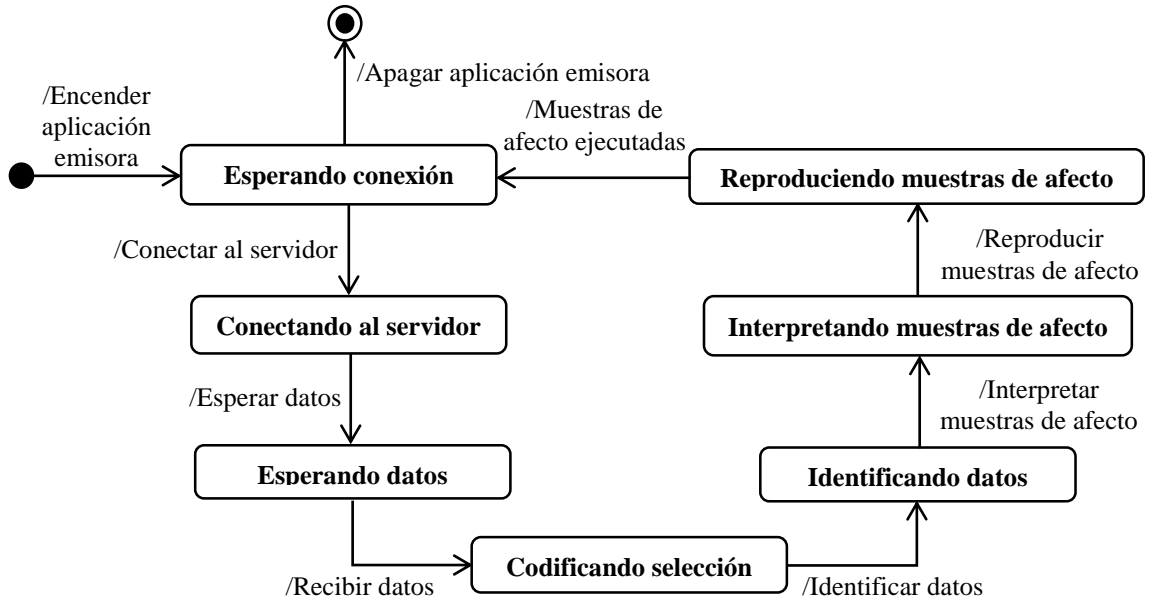 /Apagar aplicación emisora
/Encender
aplicación
emisora
/Muestras de
afecto ejecutadas
Esperando conexión
Reproduciendo muestras de afecto
/Conectar al servidor
/Reproducir
muestras de afecto
Conectando al servidor
Interpretando muestras de afecto
/Esperar datos
/Interpretar
muestras de afecto
Esperando datos
Identificando datos
Codificando selección
/Recibir datos
/Identificar datos